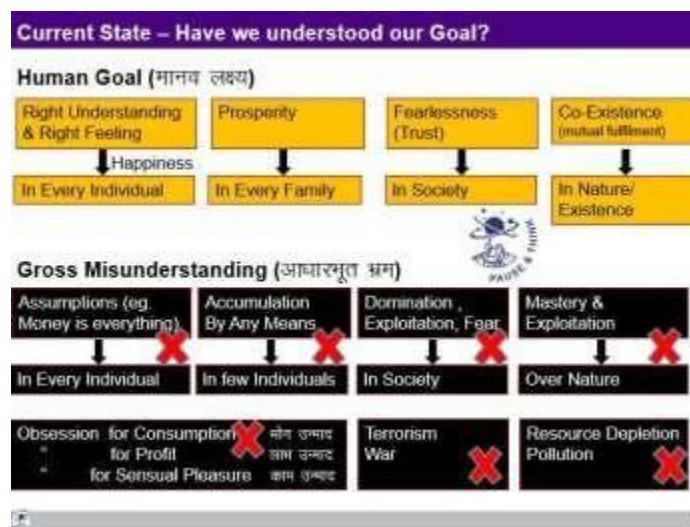 Current State – Have we understood our Goal?
Human Goal (मानव लक्ष्य)
Right Understanding
& Right Feeling
Prosperity
Fearlessness
(Trust)
Co-Existence
(mutual fulfilment)
Happiness
In Every Individual
In Every Family
In Society
In Nature/
Existence
PAUSE & THINK
Gross Misunderstanding (आधारभूत भ्रम)
Assumptions (eg.
Money is everything)
Accumulation
By Any Means
Domination ,
Exploitation, Fear
Mastery &
Exploitation
In Every Individual
In few Individuals
In Society
Over Nature
Obsession for Consumption भोग उन्माद
" for Profit लाभ उन्माद
" for Sensual Pleasure काम उन्माद
Terrorism
War
Resource Depletion
Pollution